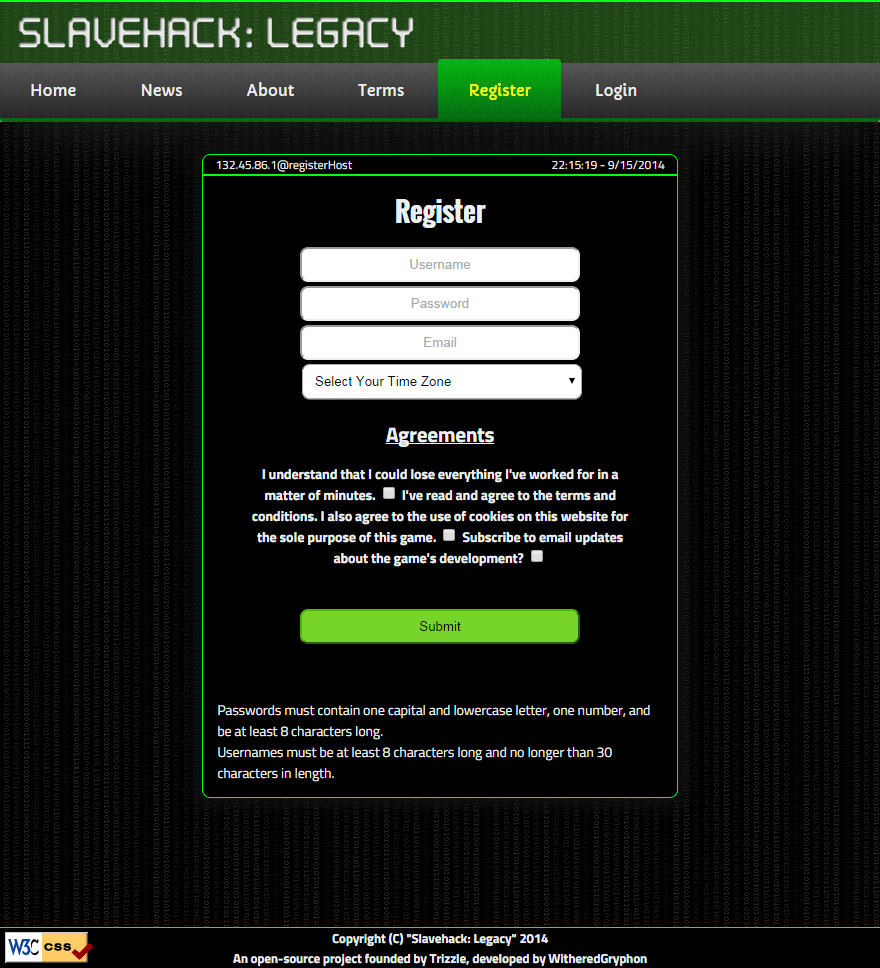 SLAVEHACK: LEGACY
Home News About Terms Register Login
132.45.86.1@registerHost 22:15:19 - 9/15/2014
Register
Username
Password
Email
Select Your Time Zone
Agreements
I understand that I could lose everything I've worked for in a
matter of minutes. I've read and agree to the terms and
conditions. I also agree to the use of cookies on this website for
the sole purpose of this game. Subscribe to email updates
about the game's development?
Submit
Passwords must contain one capital and lowercase letter, one number, and
be at least 8 characters long.
Usernames must be at least 8 characters long and no longer than 30
characters in length.
W3C css
Copyright (C) "Slavehack: Legacy" 2014
An open-source project founded by Trizzle, developed by WitheredGryphon